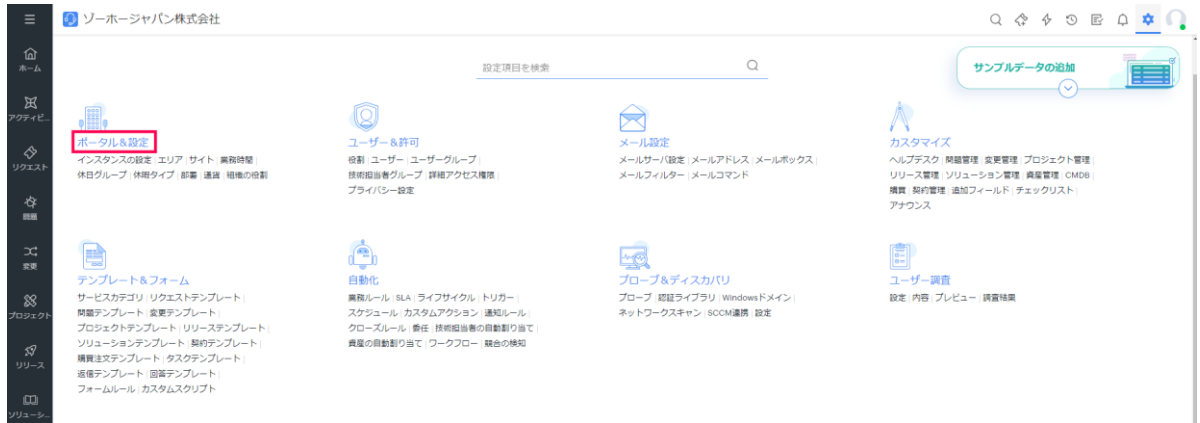 ゾーホージャパン株式会社
ホーム
アクティビ...
リクエスト
問題
変更
プロジェクト
リリース
ソリューシ...
設定項目を検索
サンプルデータの追加
ポータル&設定
インスタンスの設定 | エリア | サイト | 業務時間 |
休日グループ | 休暇タイプ | 部署 | 通貨 | 組織の役割
ユーザー&許可
役割 | ユーザー | ユーザーグループ |
技術担当者グループ | 詳細アクセス権限 |
プライバシー設定
メール設定
メールサーバ設定 | メールアドレス | メールボックス |
メールフィルター | メールコマンド
カスタマイズ
ヘルプデスク | 問題管理 | 変更管理 | プロジェクト管理 |
リリース管理 | ソリューション管理 | 資産管理 | CMDB |
購買 | 契約管理 | 追加フィールド | チェックリスト |
アナウンス
テンプレート&フォーム
サービスカテゴリ | リクエストテンプレート |
問題テンプレート | 変更テンプレート |
プロジェクトテンプレート | リリーステンプレート |
ソリューションテンプレート | 契約テンプレート |
購買注文テンプレート | タスクテンプレート |
返信テンプレート | 回答テンプレート |
フォームルール | カスタムスクリプト
自動化
業務ルール | SLA | ライフサイクル | トリガー |
スケジュール | カスタムアクション | 通知ルール |
クローズルール | 委任 | 技術担当者の自動割り当て |
資産の自動割り当て | ワークフロー | 競合の検知
プローブ&ディスカバリ
プローブ | 認証ライブラリ | Windowsドメイン |
ネットワークスキャン | SCCM連携 | 設定
ユーザー調査
設定 | 内容 | プレビュー | 調査結果